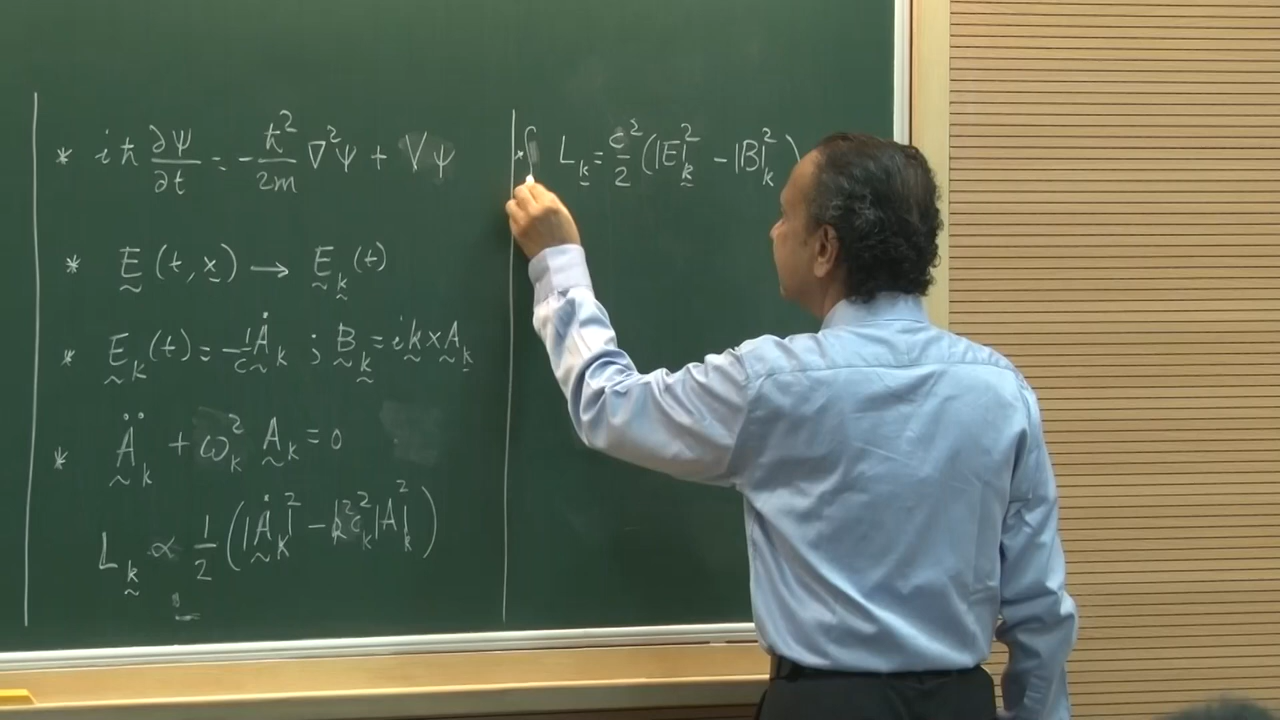 * iħ ∂ψ/∂t = - ħ²/2m ∇²ψ + Vψ
* E (t, x) → E_k (t)
* E_k (t) = -1/c Ȧ_k ; B_k = i k × A_k
* Ä_k + ω_k² A_k = 0
L_k ∝ 1/2 ( |Ȧ_k|² - k²c² |A_k|² )
* ∫ L_k = c²/2 ( |E|_k² - |B|_k² )